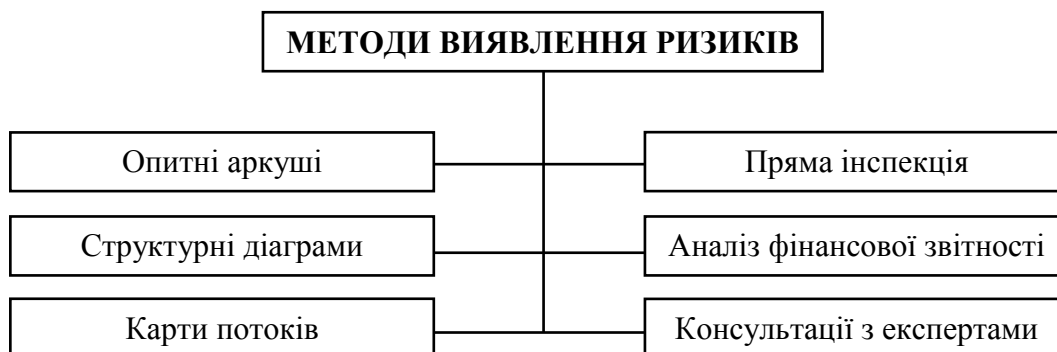 МЕТОДИ ВИЯВЛЕННЯ РИЗИКІВ
Опитні аркуші
Пряма інспекція
Структурні діаграми
Аналіз фінансової звітності
Карти потоків
Консультації з експертами